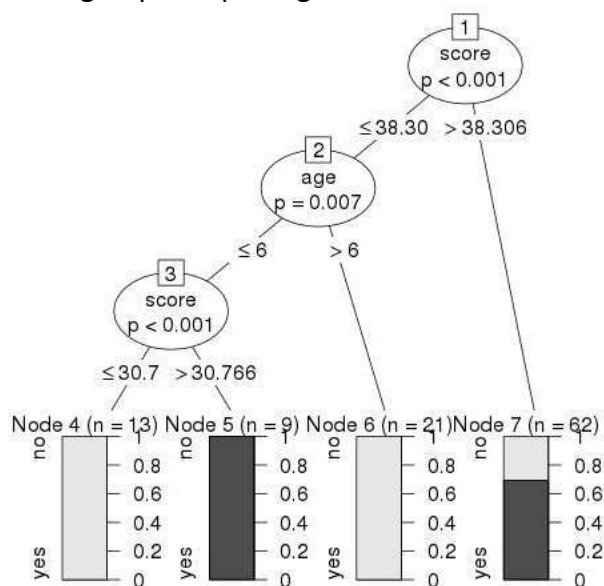 1
score
p < 0.001
≤38.30 > 38.306
2
age
p = 0.007
≤ 6 > 6
3
score
p < 0.001
≤30.7 >30.766
Node 4 (n = 13) Node 5 (n = 9) Node 6 (n = 21) Node 7 (n = 62)
no 1 no 1 no 1 no 1
0.8 0.8 0.8 0.8
0.6 0.6 0.6 0.6
0.4 0.4 0.4 0.4
0.2 0.2 0.2 0.2
yes 0 yes 0 yes 0 yes 0